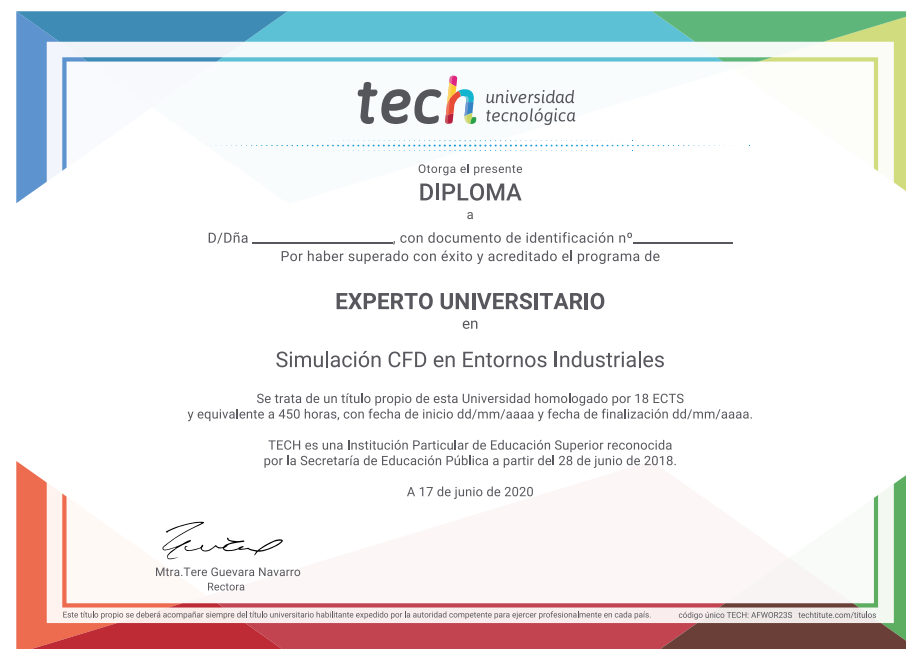 tech universidad
tecnológica
Otorga el presente
DIPLOMA
a
D/Dña ____________________, con documento de identificación nº______________
Por haber superado con éxito y acreditado el programa de
EXPERTO UNIVERSITARIO
en
Simulación CFD en Entornos Industriales
Se trata de un título propio de esta Universidad homologado por 18 ECTS
y equivalente a 450 horas, con fecha de inicio dd/mm/aaaa y fecha de finalización dd/mm/aaaa.
TECH es una Institución Particular de Educación Superior reconocida
por la Secretaría de Educación Pública a partir del 28 de junio de 2018.
A 17 de junio de 2020
Mtra.Tere Guevara Navarro
Rectora
Este título propio se deberá acompañar siempre del título universitario habilitante expedido por la autoridad competente para ejercer profesionalmente en cada país. código único TECH: AFWOR23S techtitute.com/titulos